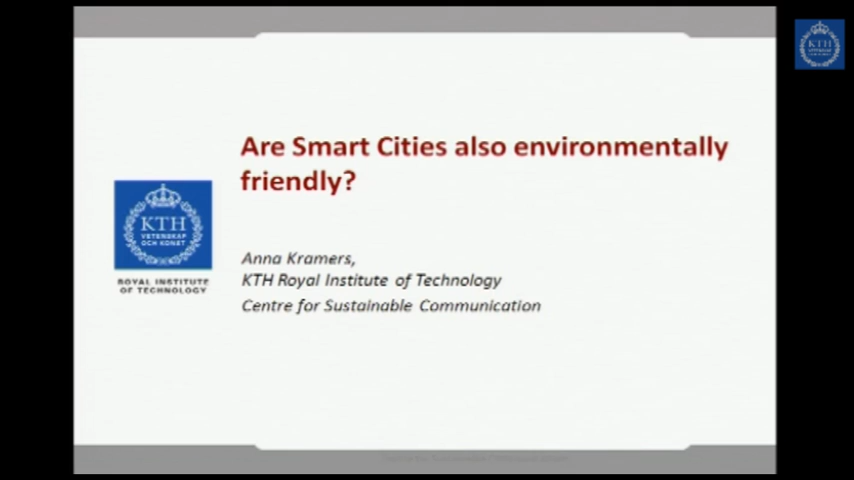 Are Smart Cities also environmentally
friendly?
KTH
VETENSKAP
OCH KONST
ROYAL INSTITUTE
OF TECHNOLOGY
Anna Kramers,
KTH Royal Institute of Technology
Centre for Sustainable Communication
KTH